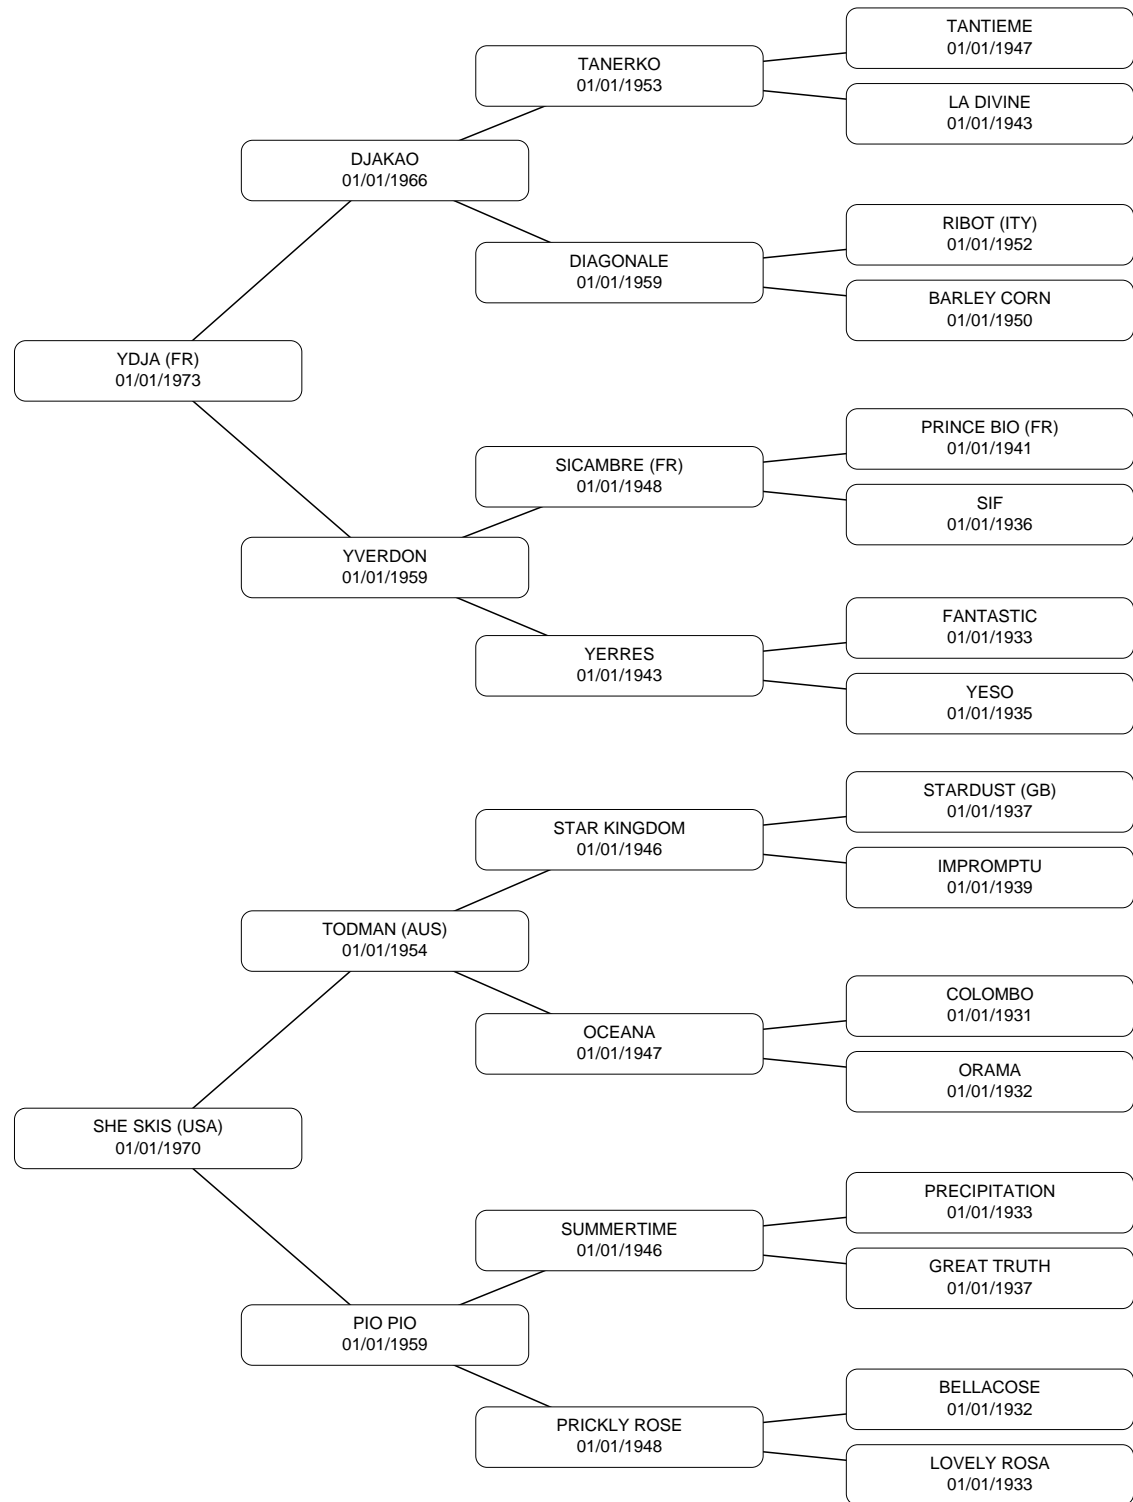 TANTIEME
01/01/1947
TANERKO
01/01/1953
LA DIVINE
01/01/1943
DJAKAO
01/01/1966
RIBOT (ITY)
01/01/1952
DIAGONALE
01/01/1959
BARLEY CORN
01/01/1950
YDJA (FR)
01/01/1973
PRINCE BIO (FR)
01/01/1941
SICAMBRE (FR)
01/01/1948
SIF
01/01/1936
YVERDON
01/01/1959
FANTASTIC
01/01/1933
YERRES
01/01/1943
YESO
01/01/1935
STARDUST (GB)
01/01/1937
STAR KINGDOM
01/01/1946
IMPROMPTU
01/01/1939
TODMAN (AUS)
01/01/1954
COLOMBO
01/01/1931
OCEANA
01/01/1947
ORAMA
01/01/1932
SHE SKIS (USA)
01/01/1970
PRECIPITATION
01/01/1933
SUMMERTIME
01/01/1946
GREAT TRUTH
01/01/1937
PIO PIO
01/01/1959
BELLACOSE
01/01/1932
PRICKLY ROSE
01/01/1948
LOVELY ROSA
01/01/1933